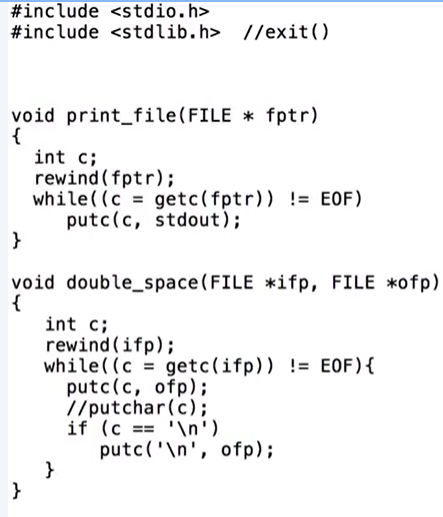 #include <stdio.h>
#include <stdlib.h>  //exit()
void print_file(FILE * fptr)
{
  int c;
  rewind(fptr);
  while((c = getc(fptr)) != EOF)
     putc(c, stdout);
}
void double_space(FILE *ifp, FILE *ofp)
{
   int c;
   rewind(ifp);
   while((c = getc(ifp)) != EOF){
     putc(c, ofp);
     //putchar(c);
     if (c == '\n')
        putc('\n', ofp);
   }
}